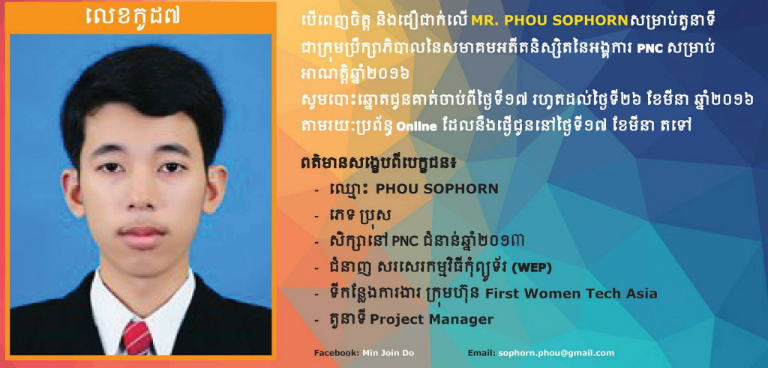 លេខកូដ៧
បើពេញចិត្ត និងជឿជាក់លើ MR. PHOU SOPHORN សម្រាប់តួនាទី
ជាក្រុមប្រឹក្សាភិបាលនៃសមាគមអតីតនិស្សិតនៃអង្គការ PNC សម្រាប់
អាណត្តិឆ្នាំ២០១៦
សូមបោះឆ្នោតជូនគាត់ចាប់ពីថ្ងៃទី១៧ រហូតដល់ថ្ងៃទី២៦ ខែមីនា ឆ្នាំ២០១៦
តាមរយៈប្រព័ន្ធ Online ដែលនឹងផ្ញើជូននៅថ្ងៃទី១៧ ខែមីនា តទៅ
ពត៌មានសង្ខេបពីបេក្ខជន៖
- ឈ្មោះ PHOU SOPHORN
- ភេទ ប្រុស
- សិក្សានៅ PNC ជំនាន់ឆ្នាំ២០១៣
- ជំនាញ សរសេរកម្មវិធីកុំព្យូទ័រ (WEP)
- ទីកន្លែងការងារ ក្រុមហ៊ុន First Women Tech Asia
- តួនាទី Project Manager
Facebook: Min Join Do Email: sophorn.phou@gmail.com